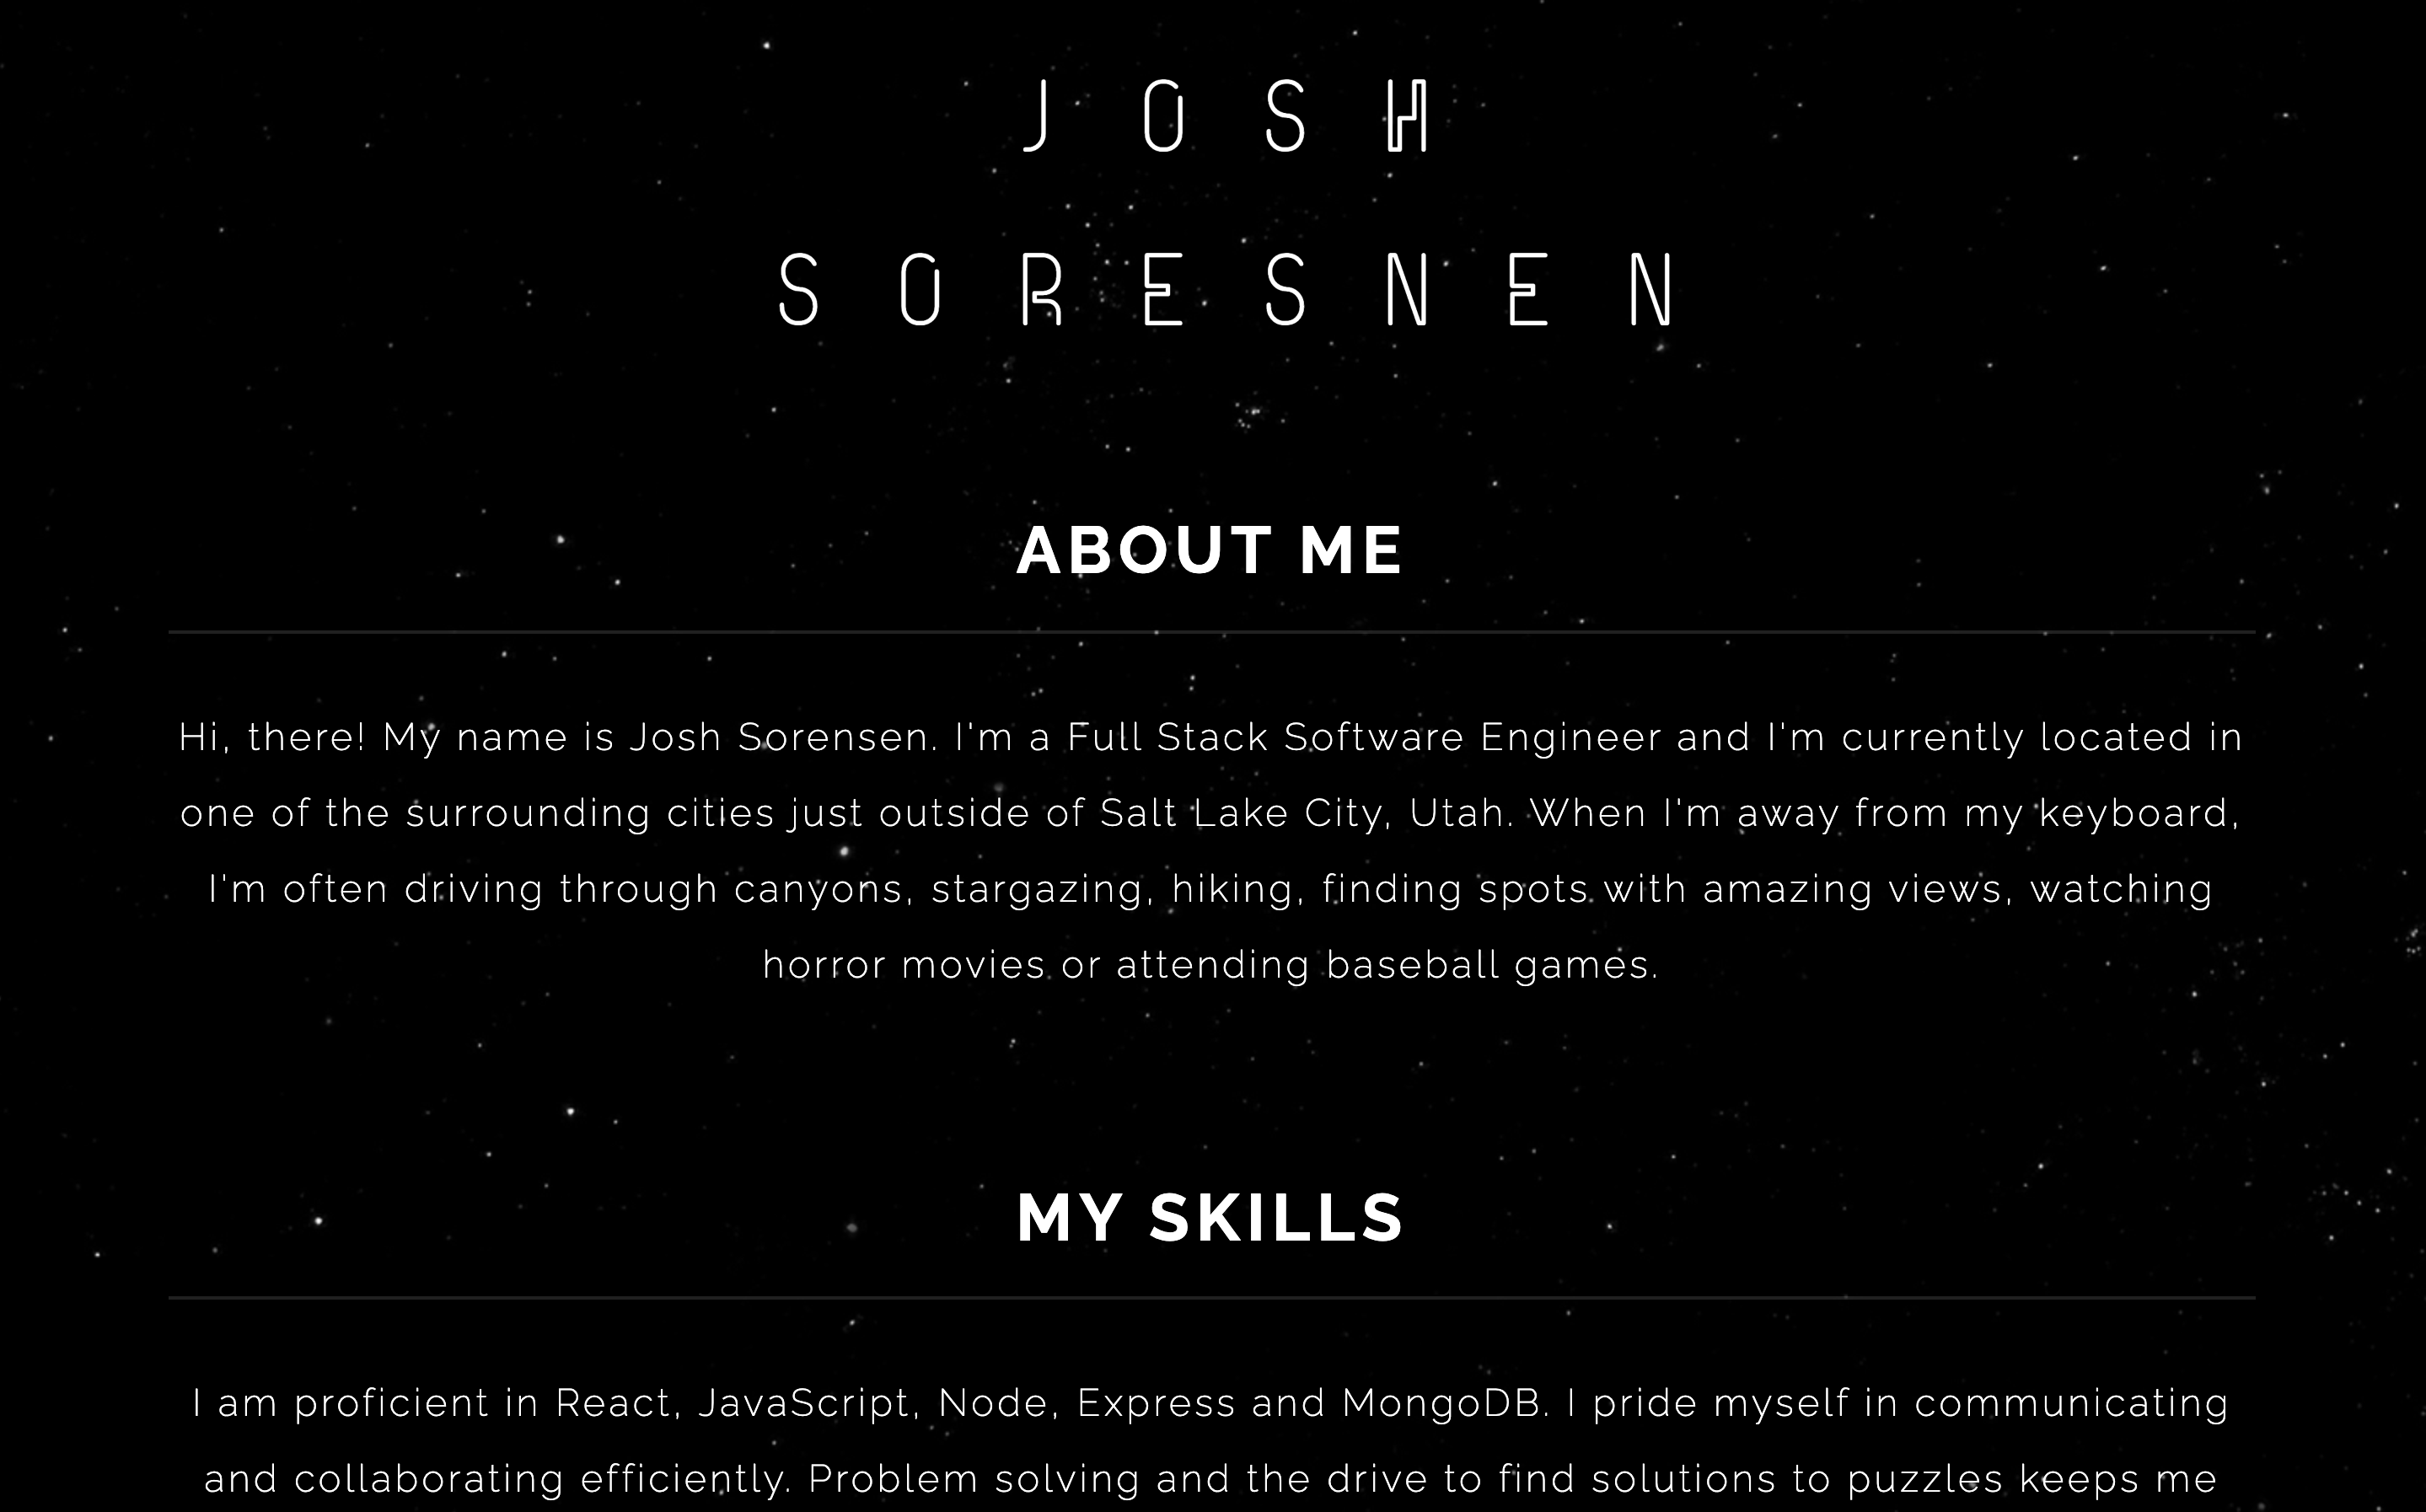 JOSH
SORESNEN
ABOUT ME
Hi, there! My name is Josh Sorensen. I'm a Full Stack Software Engineer and I'm currently located in
one of the surrounding cities just outside of Salt Lake City, Utah. When I'm away from my keyboard,
I'm often driving through canyons, stargazing, hiking, finding spots with amazing views, watching
horror movies or attending baseball games.
MY SKILLS
I am proficient in React, JavaScript, Node, Express and MongoDB. I pride myself in communicating
and collaborating efficiently. Problem solving and the drive to find solutions to puzzles keeps me